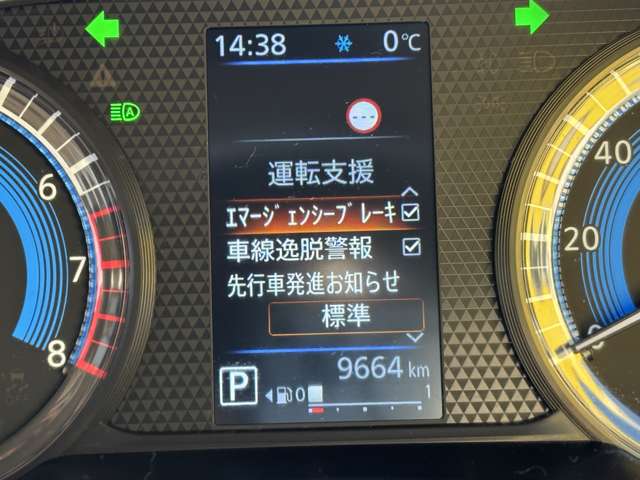 14:38 0℃
---
運転支援
エマージェンシーブレーキ
車線逸脱警報
先行車発進お知らせ
標準
9664 km
P 0 1
A
6
7
8
40
20
0